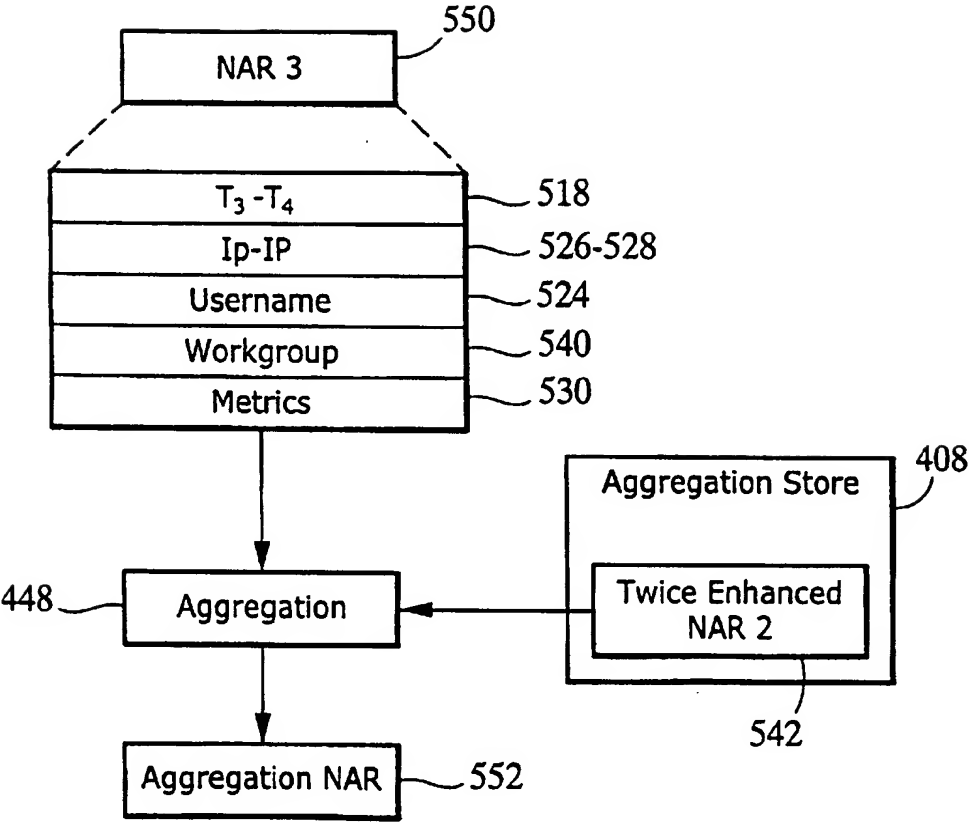 550
NAR 3
T₃ -T₄
518
Ip-IP
526-528
Username
524
Workgroup
540
Metrics
530
408
Aggregation Store
448
Aggregation
Twice Enhanced
NAR 2
542
Aggregation NAR
552